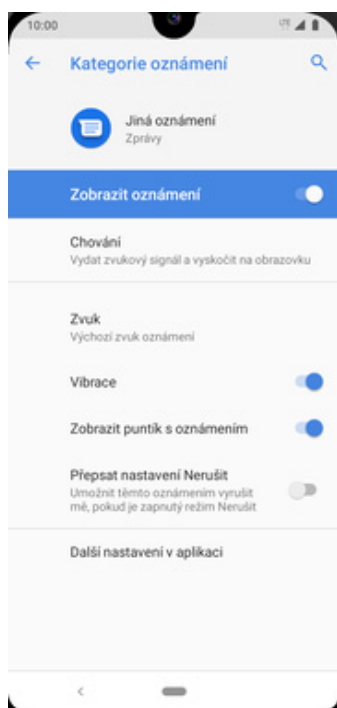 10:00
LTE
Kategorie oznámení
Jiná oznámení
Zprávy
Zobrazit oznámení
Chování
Vydat zvukový signál a vyskočit na obrazovku
Zvuk
Výchozí zvuk oznámení
Vibrace
Zobrazit puntík s oznámením
Přepsat nastavení Nerušit
Umožnit těmto oznámením vyrušit
mě, pokud je zapnutý režim Nerušit
Další nastavení v aplikaci